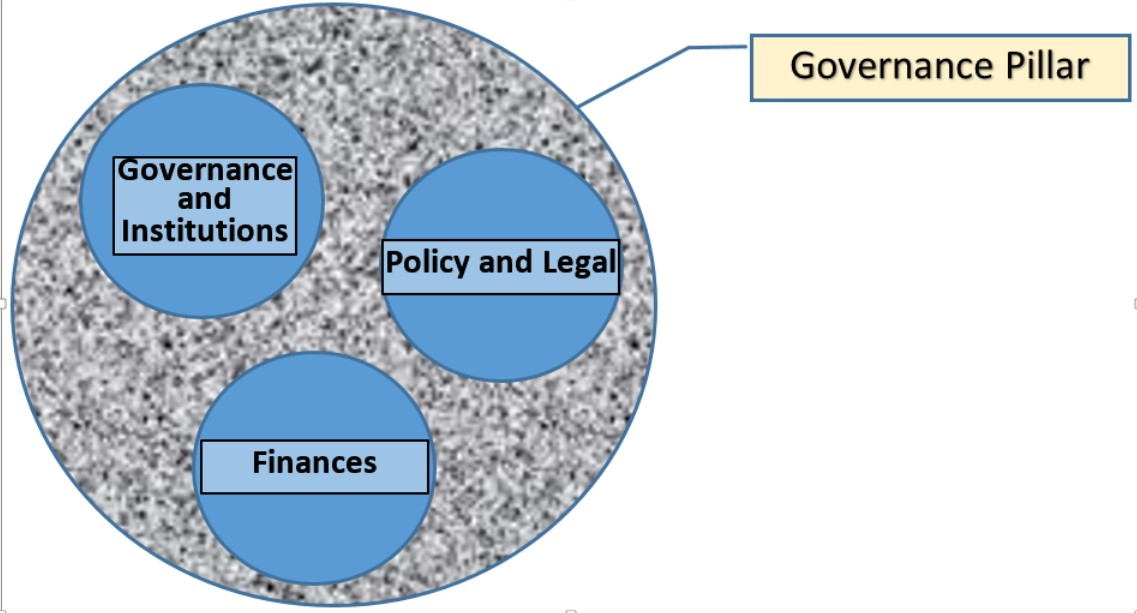 Governance Pillar
Governance
and
Institutions
Policy and Legal
Finances